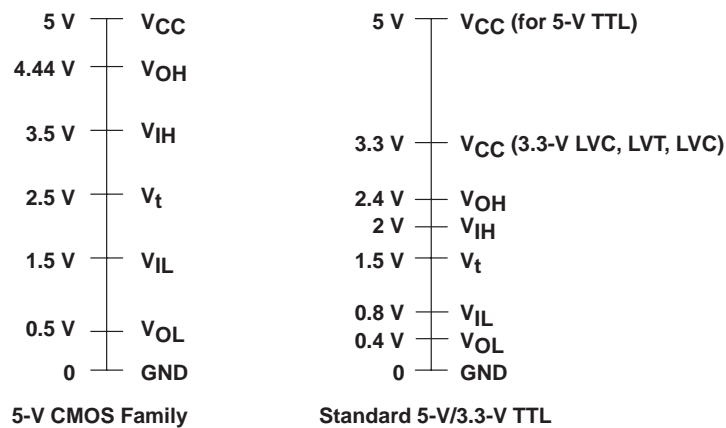 5 V VCC
4.44 V VOH
3.5 V VIH
2.5 V Vt
1.5 V VIL
0.5 V VOL
0 GND
5-V CMOS Family
5 V VCC (for 5-V TTL)
3.3 V VCC (3.3-V LVC, LVT, LVC)
2.4 V VOH
2 V VIH
1.5 V Vt
0.8 V VIL
0.4 V VOL
0 GND
Standard 5-V/3.3-V TTL